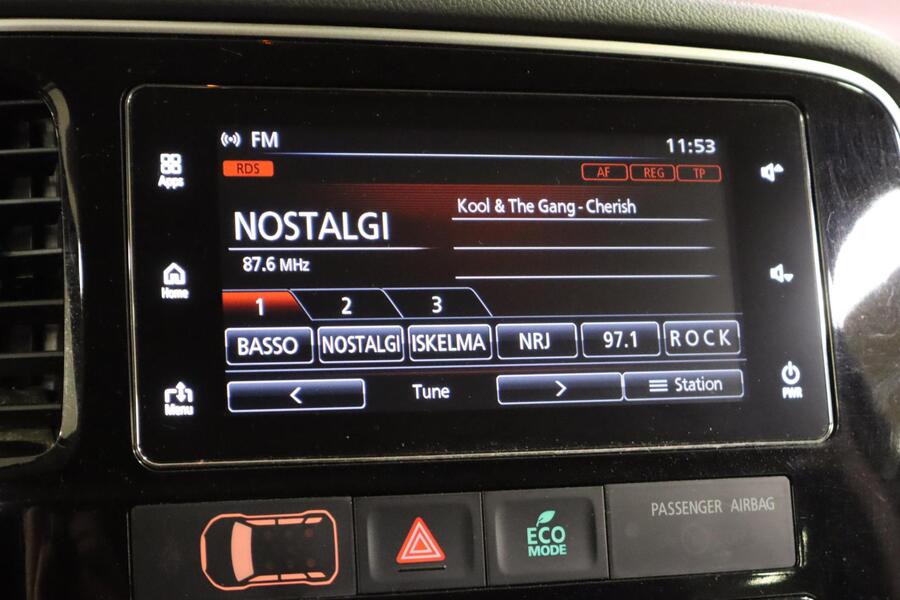 FM 11:53
RDS AF REG TP
Apps
Kool & The Gang - Cherish
NOSTALGI
87.6 MHz
Home
1 2 3
BASSO NOSTALGI ISKELMA NRJ 97.1 ROCK
< Tune > Station
Menu
PWR
ECO
MODE
PASSENGER AIRBAG